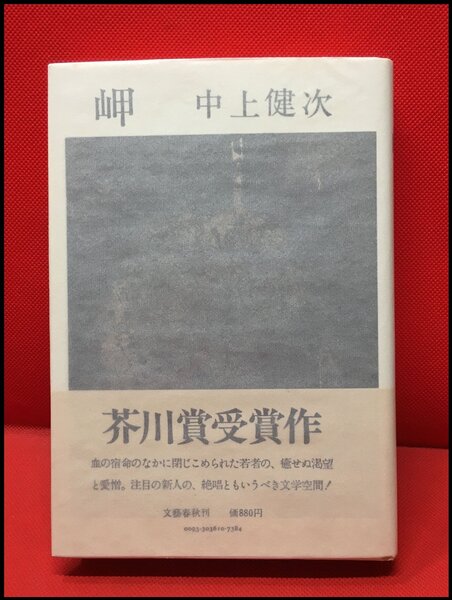 岬 中上健次
芥川賞受賞作
血の宿命のなかに閉じこめられた若者の、癒せぬ渇望
と愛憎。注目の新人の、絶唱ともいうべき文学空間!
文藝春秋刊 価880円
0093-303610-7384